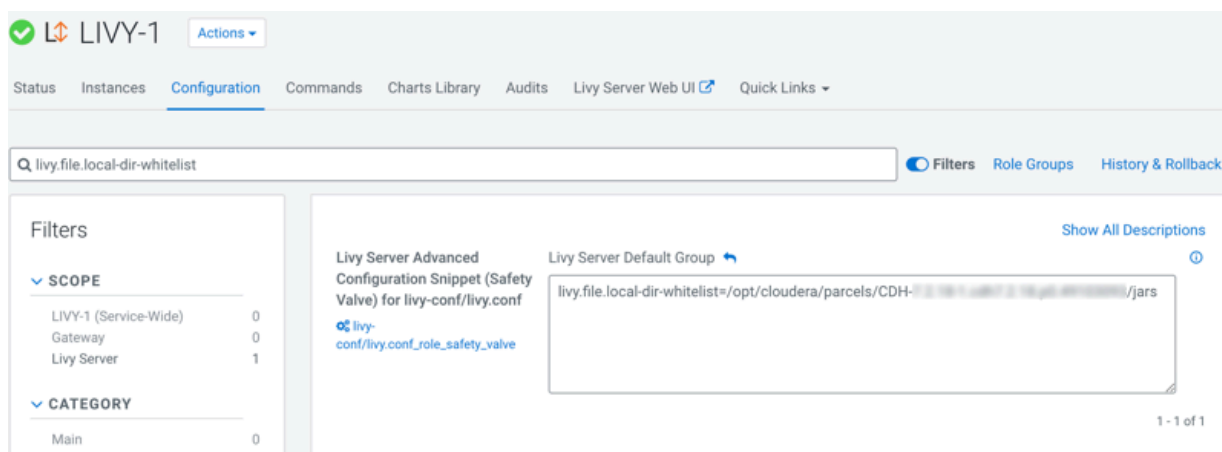 LIVY-1 Actions
Status Instances Configuration Commands Charts Library Audits Livy Server Web UI Quick Links
livy.file.local-dir-whitelist
Filters Role Groups History & Rollback
Filters
SCOPE
LIVY-1 (Service-Wide) 0
Gateway 0
Livy Server 1
CATEGORY
Main 0
Show All Descriptions
Livy Server Advanced
Configuration Snippet (Safety
Valve) for livy-conf/livy.conf
livy-
conf/livy.conf_role_safety_valve
Livy Server Default Group
livy.file.local-dir-whitelist=/opt/cloudera/parcels/CDH- /jars
1 - 1 of 1